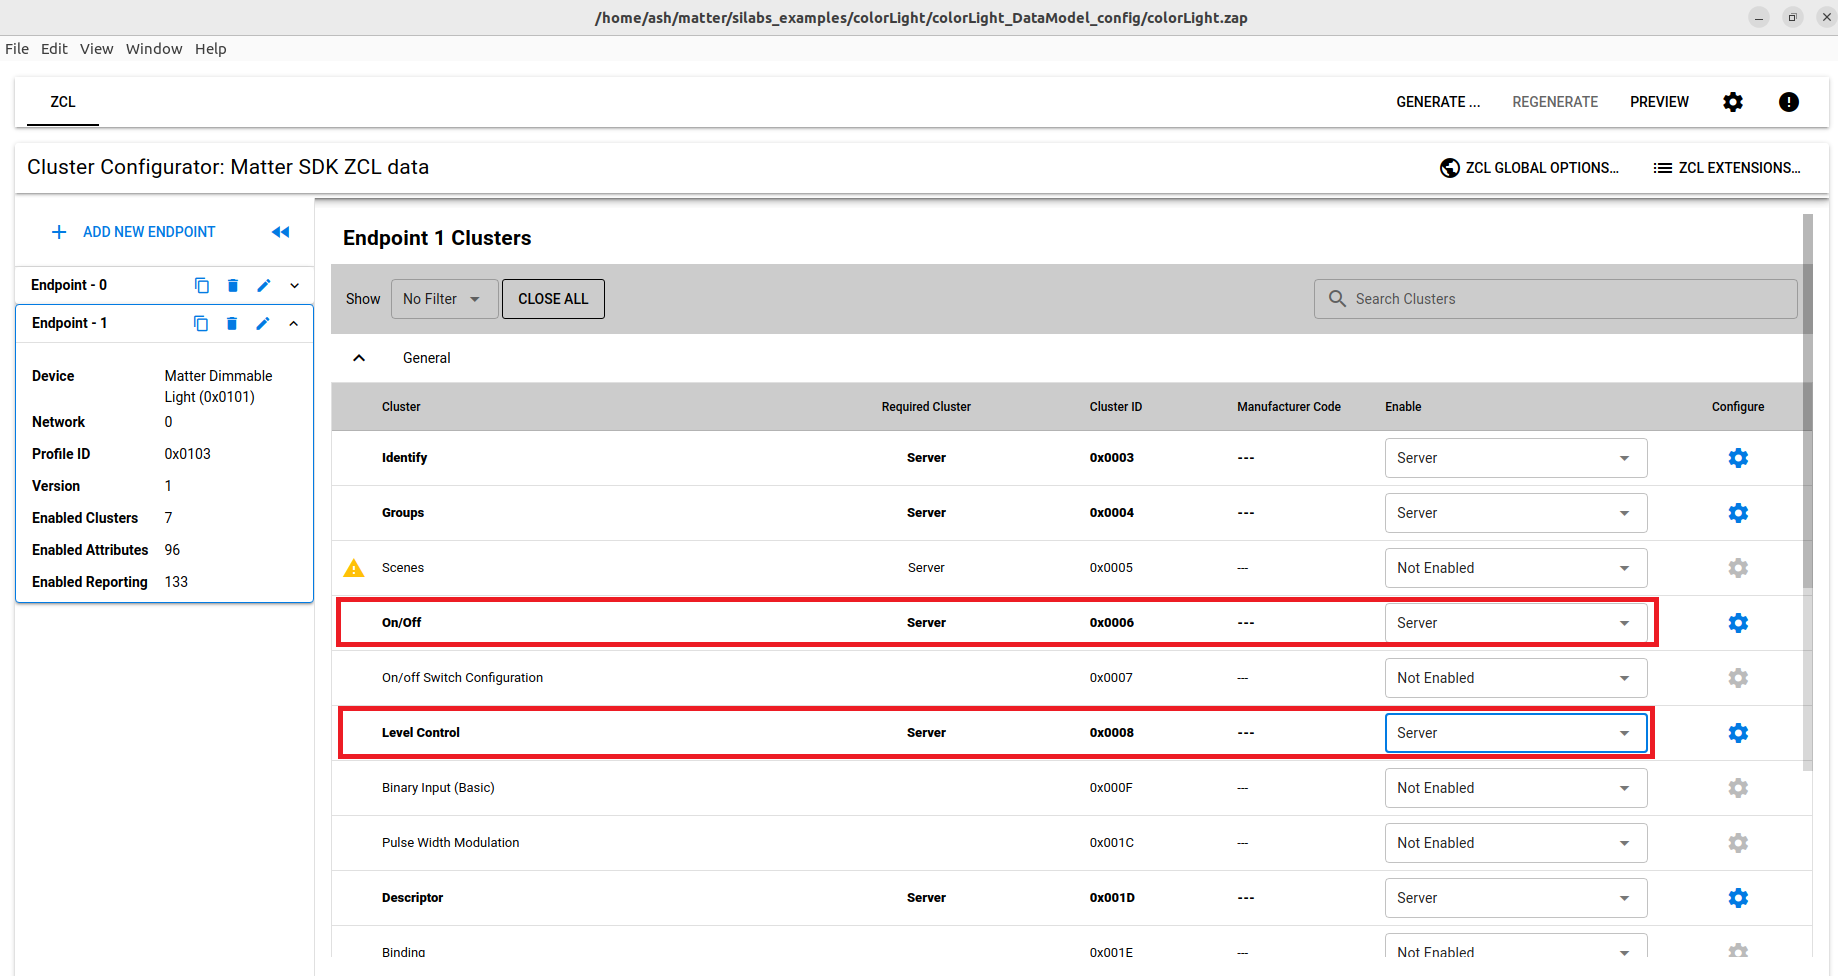 /home/ash/matter/silabs_examples/colorLight/colorLight_DataModel_config/colorLight.zap
File Edit View Window Help
ZCL GENERATE ... REGENERATE PREVIEW
Cluster Configurator: Matter SDK ZCL data ZCL GLOBAL OPTIONS... ZCL EXTENSIONS...
ADD NEW ENDPOINT
Endpoint - 0
Endpoint - 1
Device Matter Dimmable
Light (0x0101)
Network 0
Profile ID 0x0103
Version 1
Enabled Clusters 7
Enabled Attributes 96
Enabled Reporting 133
Endpoint 1 Clusters
Show No Filter CLOSE ALL Search Clusters
General
Cluster Required Cluster Cluster ID Manufacturer Code Enable Configure
Identify Server 0x0003 --- Server
Groups Server 0x0004 --- Server
Scenes Server 0x0005 --- Not Enabled
On/Off Server 0x0006 --- Server
On/off Switch Configuration 0x0007 --- Not Enabled
Level Control Server 0x0008 --- Server
Binary Input (Basic) 0x000F --- Not Enabled
Pulse Width Modulation 0x001C --- Not Enabled
Descriptor Server 0x001D --- Server
Binding 0x001E --- Not Enabled